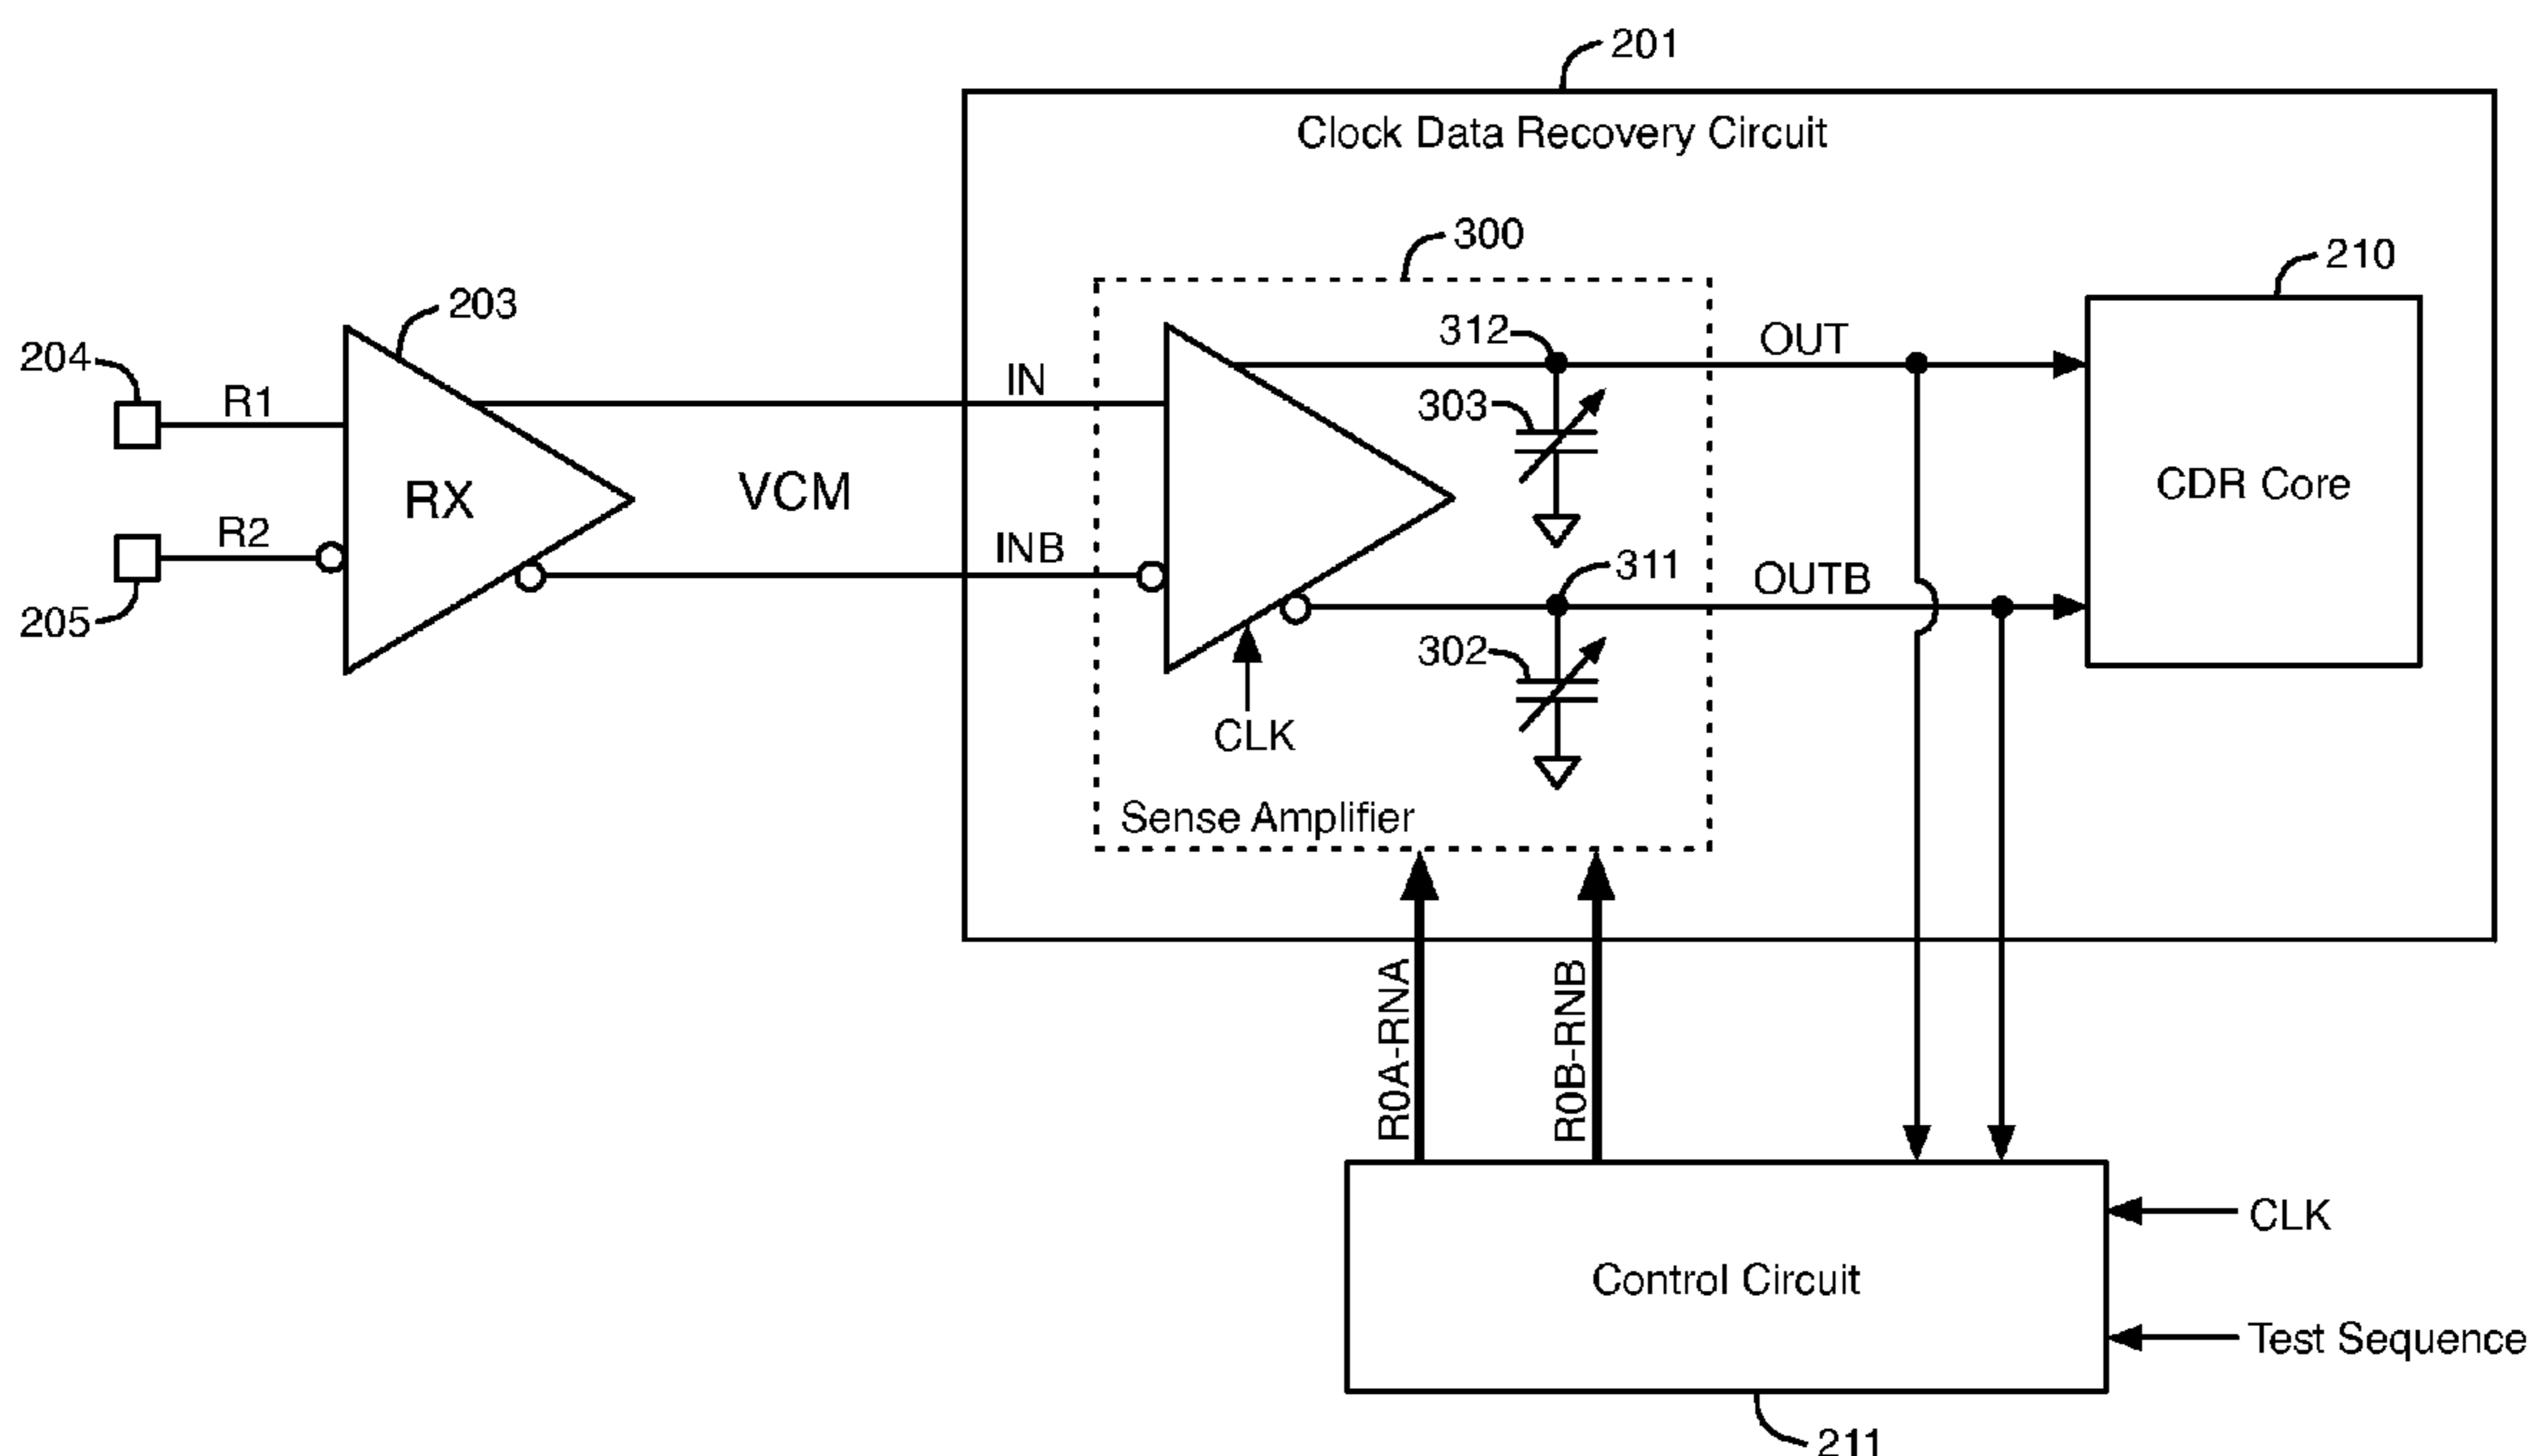 201
Clock Data Recovery Circuit
300
210
203
312
OUT
204
IN
303
R1
CDR Core
RX
VCM
R2
INB
311
OUTB
205
302
CLK
Sense Amplifier
R0A-RNA
R0B-RNB
CLK
Control Circuit
Test Sequence
211